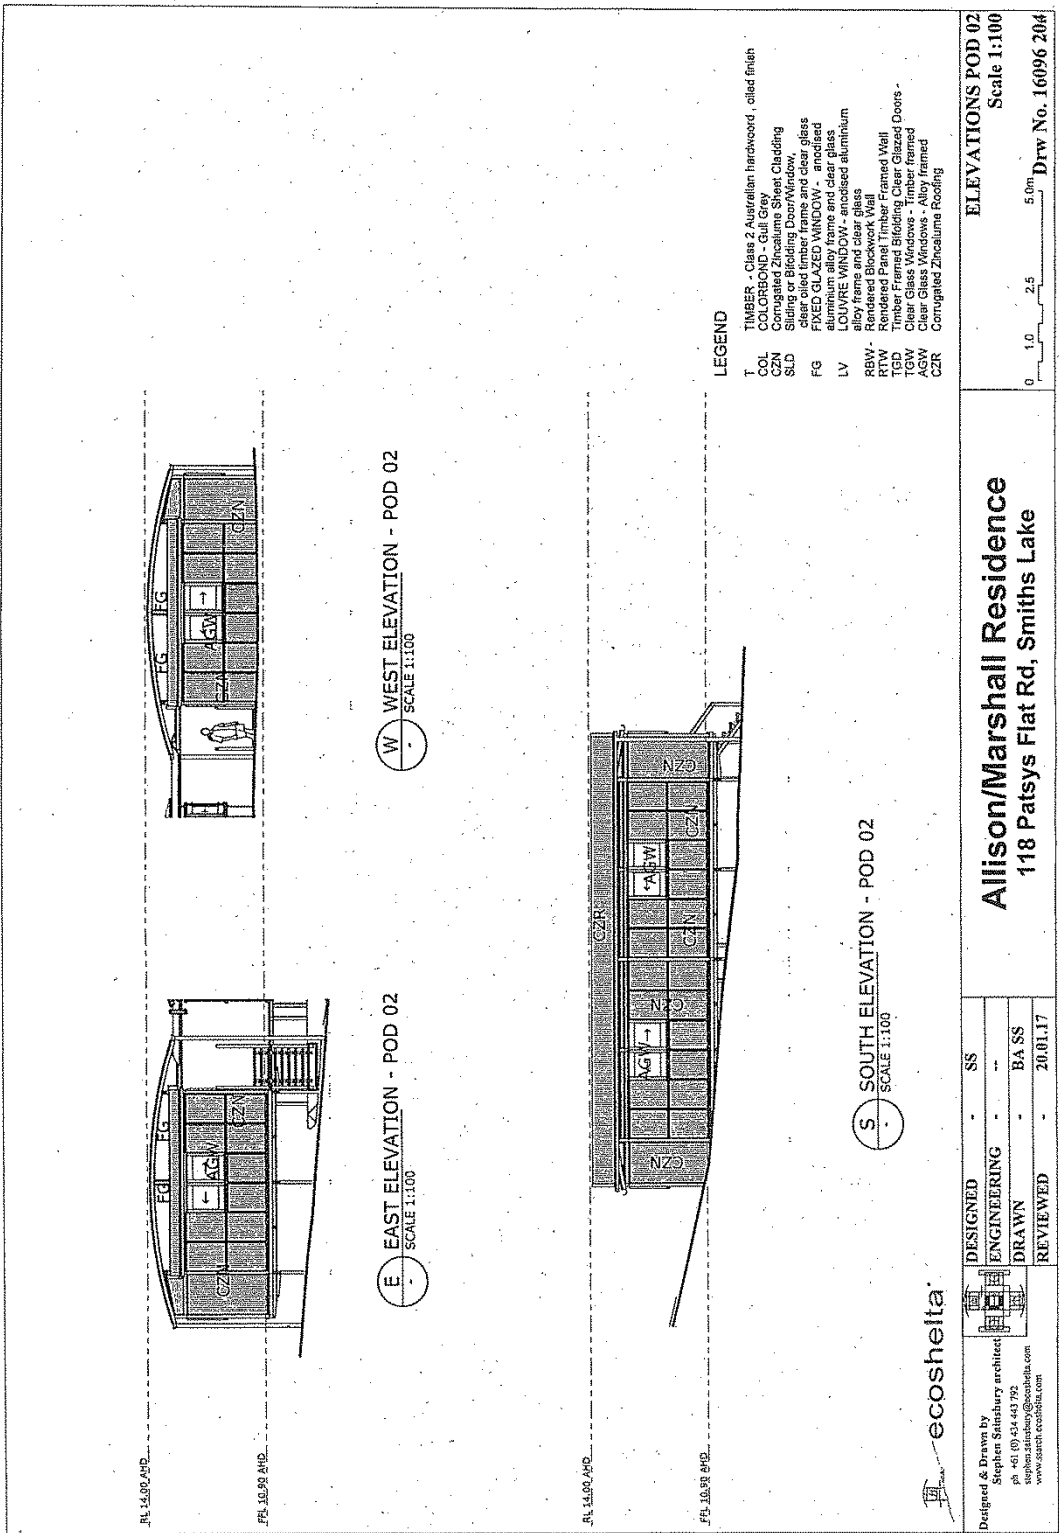 RL 14.00 AHD
FFL 10.90 AHD
FG
FG
CZN
AGW
CZN
E
-
EAST ELEVATION - POD 02
SCALE 1:100
FG
FG
CZN
AGW
CZN
W
-
WEST ELEVATION - POD 02
SCALE 1:100
RL 14.00 AHD
FFL 10.90 AHD
CZR
CZN
AGW
CZN
CZN
AGW
CZN
CZN
S
-
SOUTH ELEVATION - POD 02
SCALE 1:100
LEGEND
T TIMBER - Class 2 Australian hardwoord , oiled finish
COL COLORBOND - Gull Grey
CZN Corrugated Zincalume Sheet Cladding
SLD Sliding or Bifolding Door/Window,
clear oiled timber frame and clear glass
FG FIXED GLAZED WINDOW - anodised
aluminium alloy frame and clear glass
LV LOUVRE WINDOW - anodised aluminium
alloy frame and clear glass
RBW - Rendered Blockwork Wall
RTW Rendered Panel Timber Framed Wall
TGD Timber Framed Bifolding Clear Glazed Doors -
TGW Clear Glass Windows - Timber framed
AGW Clear Glass Windows - Alloy framed
CZR Corrugated Zincalume Roofing
ecoshelta
Designed & Drawn by
Stephen Sainsbury architect
ph +61 (0) 434 443 792
stephen.sainsbury@ecoshelta.com
www.ssarch.ecoshelta.com
DESIGNED - SS
ENGINEERING - --
DRAWN - BA SS
REVIEWED - 20.01.17
Allison/Marshall Residence
118 Patsys Flat Rd, Smiths Lake
ELEVATIONS POD 02
Scale 1:100
0 1.0 2.5 5.0m
Drw No. 16096 204